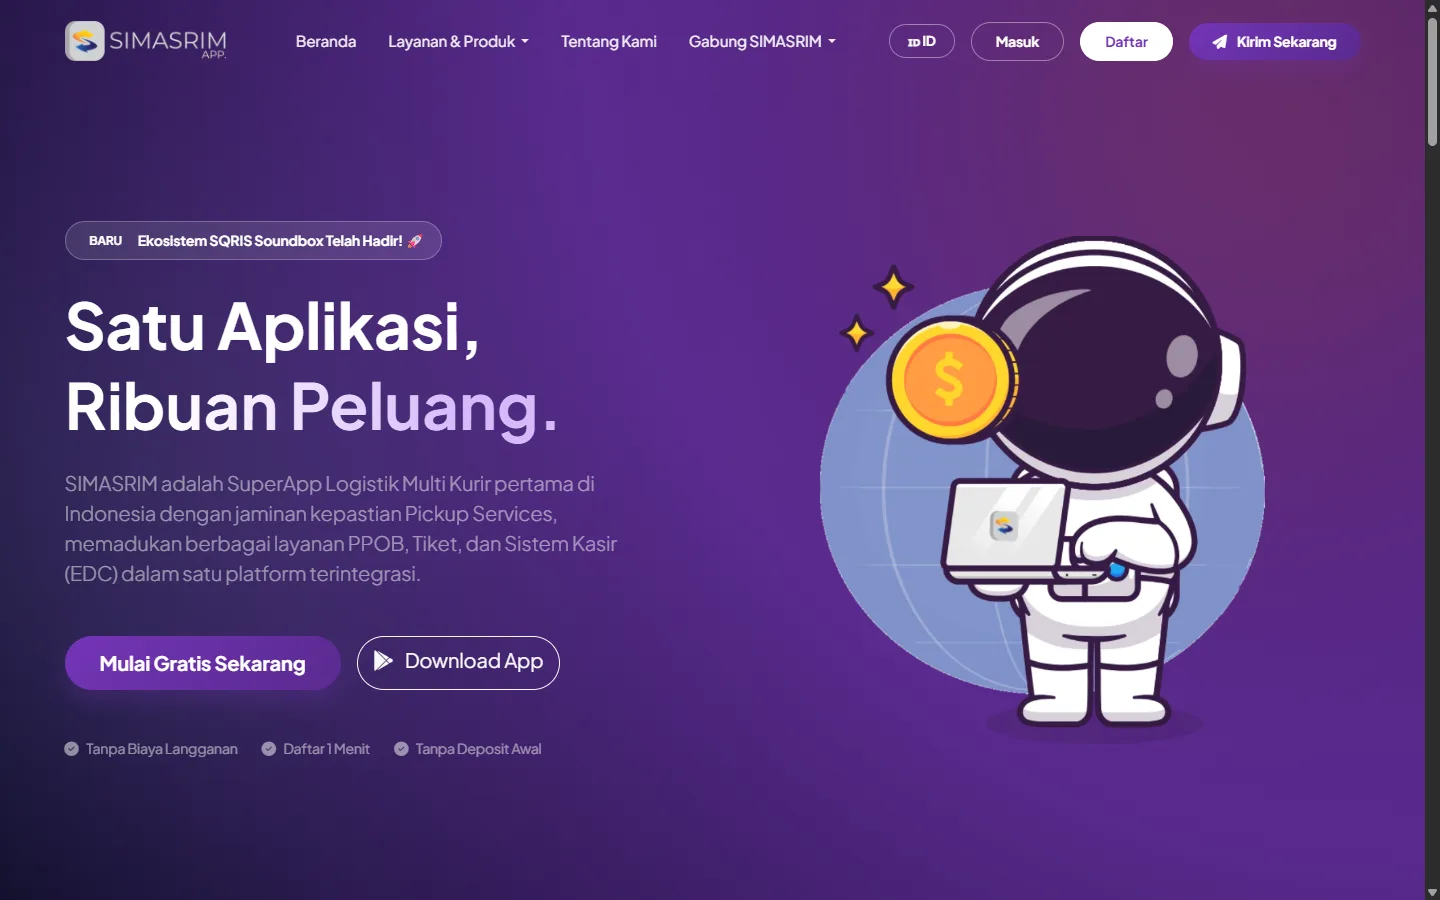 SIMASRIM
APP.
Beranda
Layanan & Produk
Tentang Kami
Gabung SIMASRIM
ID ID
Masuk
Daftar
Kirim Sekarang
BARU Ekosistem SQRIS Soundbox Telah Hadir! 🚀
Satu Aplikasi,
Ribuan Peluang.
SIMASRIM adalah SuperApp Logistik Multi Kurir pertama di
Indonesia dengan jaminan kepastian Pickup Services,
memadukan berbagai layanan PPOB, Tiket, dan Sistem Kasir
(EDC) dalam satu platform terintegrasi.
$
Mulai Gratis Sekarang
Download App
Tanpa Biaya Langganan
Daftar 1 Menit
Tanpa Deposit Awal